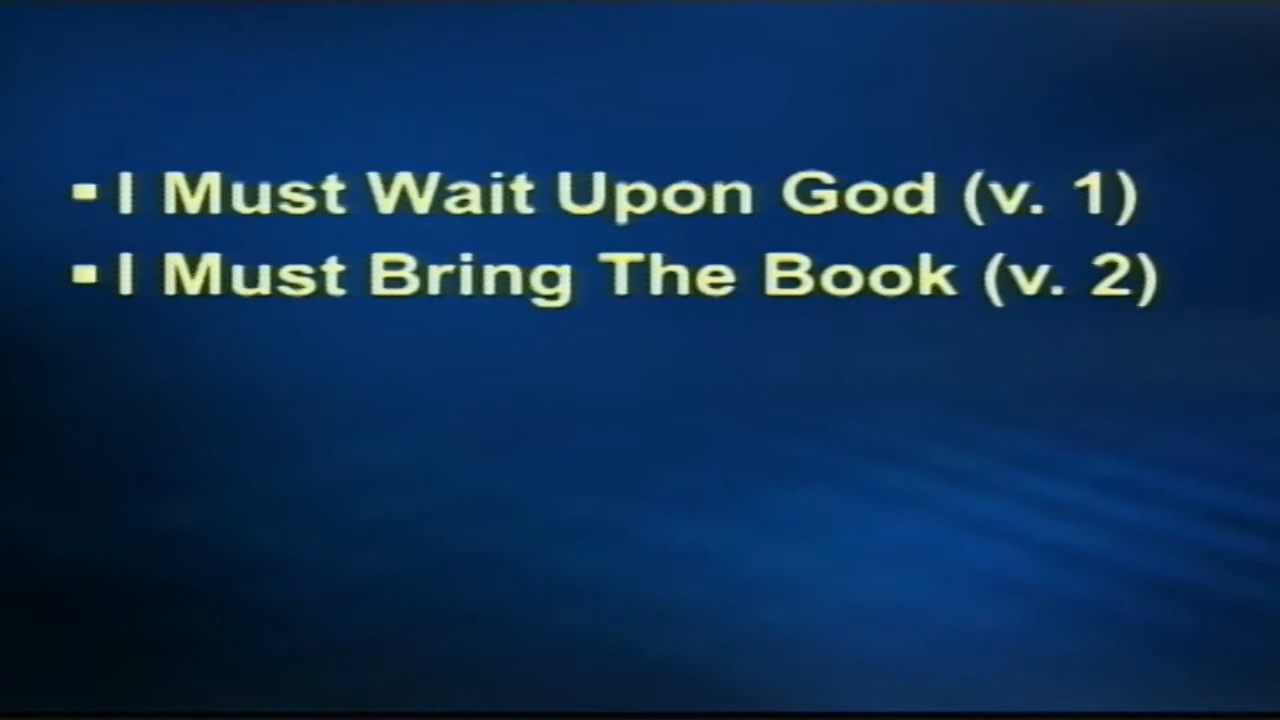 ▪I Must Wait Upon God (v. 1)
▪I Must Bring The Book (v. 2)